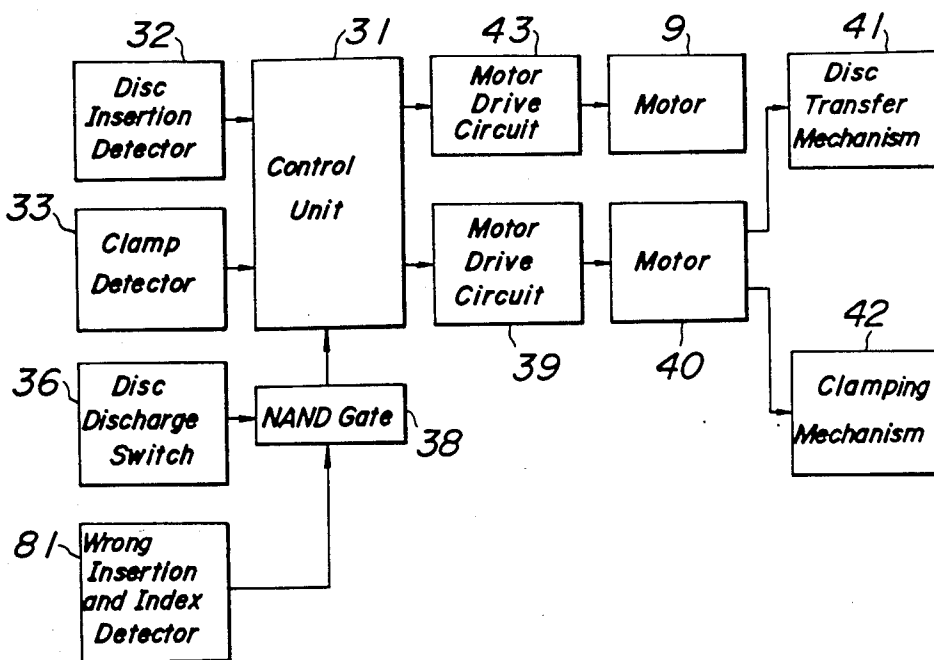 32
31
43
9
41
Disc
Insertion
Detector
Control
Unit
Motor
Drive
Circuit
Motor
Disc
Transfer
Mechanism
33
Clamp
Detector
Motor
Drive
Circuit
39
Motor
40
42
Clamping
Mechanism
36
Disc
Discharge
Switch
NAND Gate
38
81
Wrong
Insertion
and Index
Detector